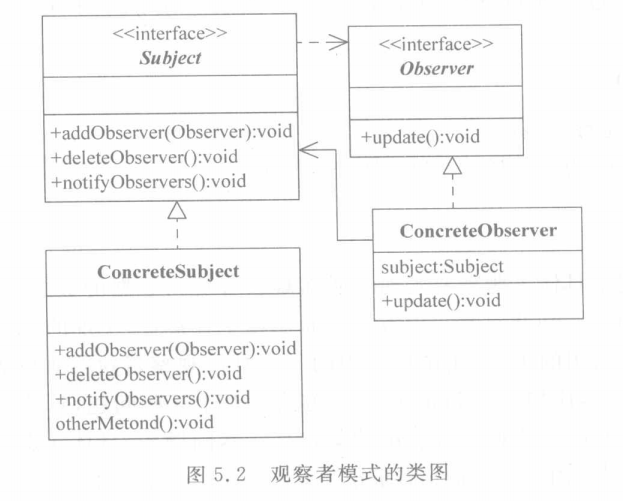 <<interface>>
Subject
+addObserver(Observer):void
+deleteObserver():void
+notifyObservers():void
<<interface>>
Observer
+update():void
ConcreteSubject
+addObserver(Observer):void
+deleteObserver():void
+notifyObservers():void
otherMetond():void
ConcreteObserver
subject:Subject
+update():void
图 5.2 观察者模式的类图